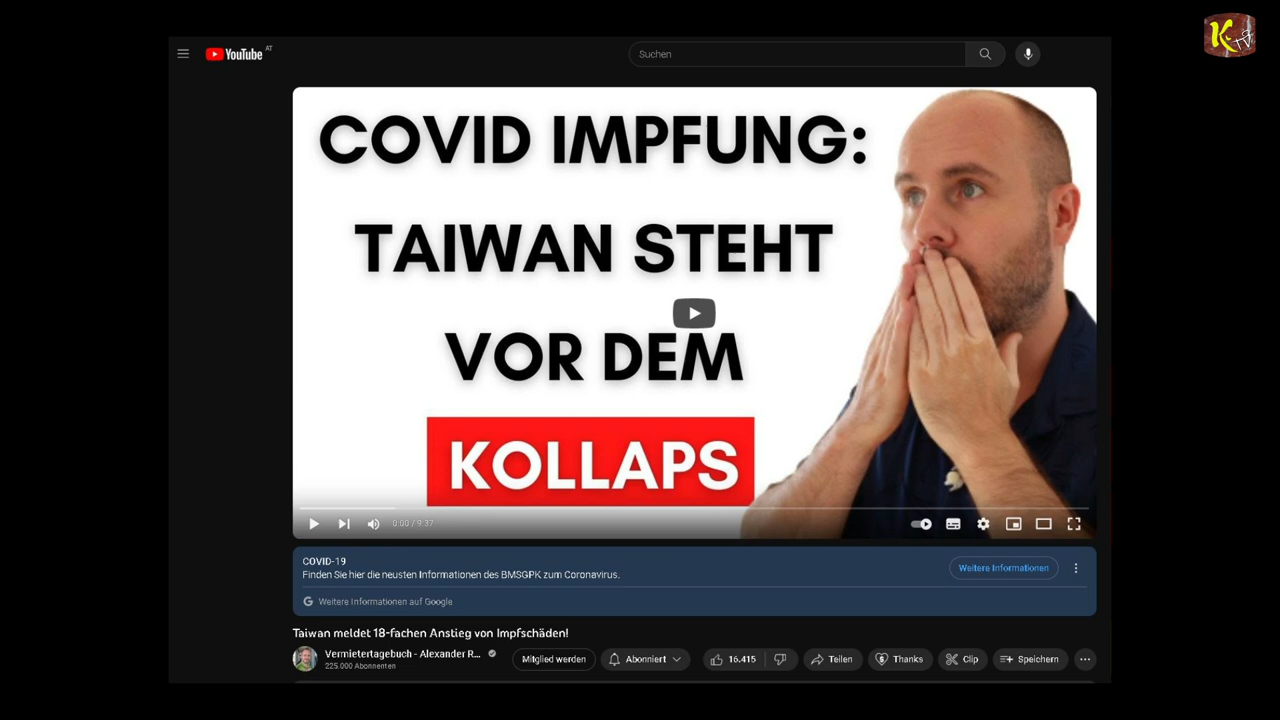 K
TV
YouTube AT
Suchen
COVID IMPFUNG:
TAIWAN STEHT
VOR DEM
KOLLAPS
0:00 / 9:37
COVID-19
Finden Sie hier die neusten Informationen des BMSGPK zum Coronavirus.
Weitere Informationen
Weitere Informationen auf Google
Taiwan meldet 18-fachen Anstieg von Impfschäden!
Vermietertagebuch - Alexander R...
225.000 Abonnenten
Mitglied werden
Abonniert
16.415
Teilen
Thanks
Clip
Speichern